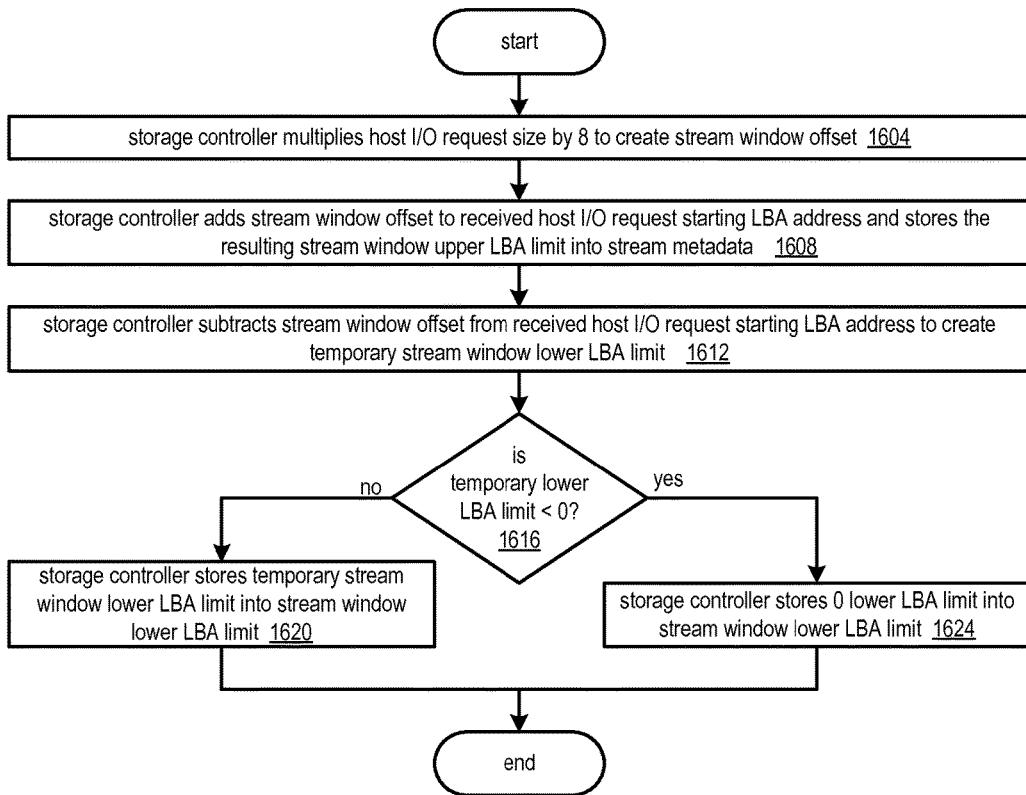 start
storage controller multiplies host I/O request size by 8 to create stream window offset 1604
storage controller adds stream window offset to received host I/O request starting LBA address and stores the
resulting stream window upper LBA limit into stream metadata 1608
storage controller subtracts stream window offset from received host I/O request starting LBA address to create
temporary stream window lower LBA limit 1612
is
temporary lower
LBA limit < 0?
1616
no
yes
storage controller stores temporary stream
window lower LBA limit into stream window
lower LBA limit 1620
storage controller stores 0 lower LBA limit into
stream window lower LBA limit 1624
end